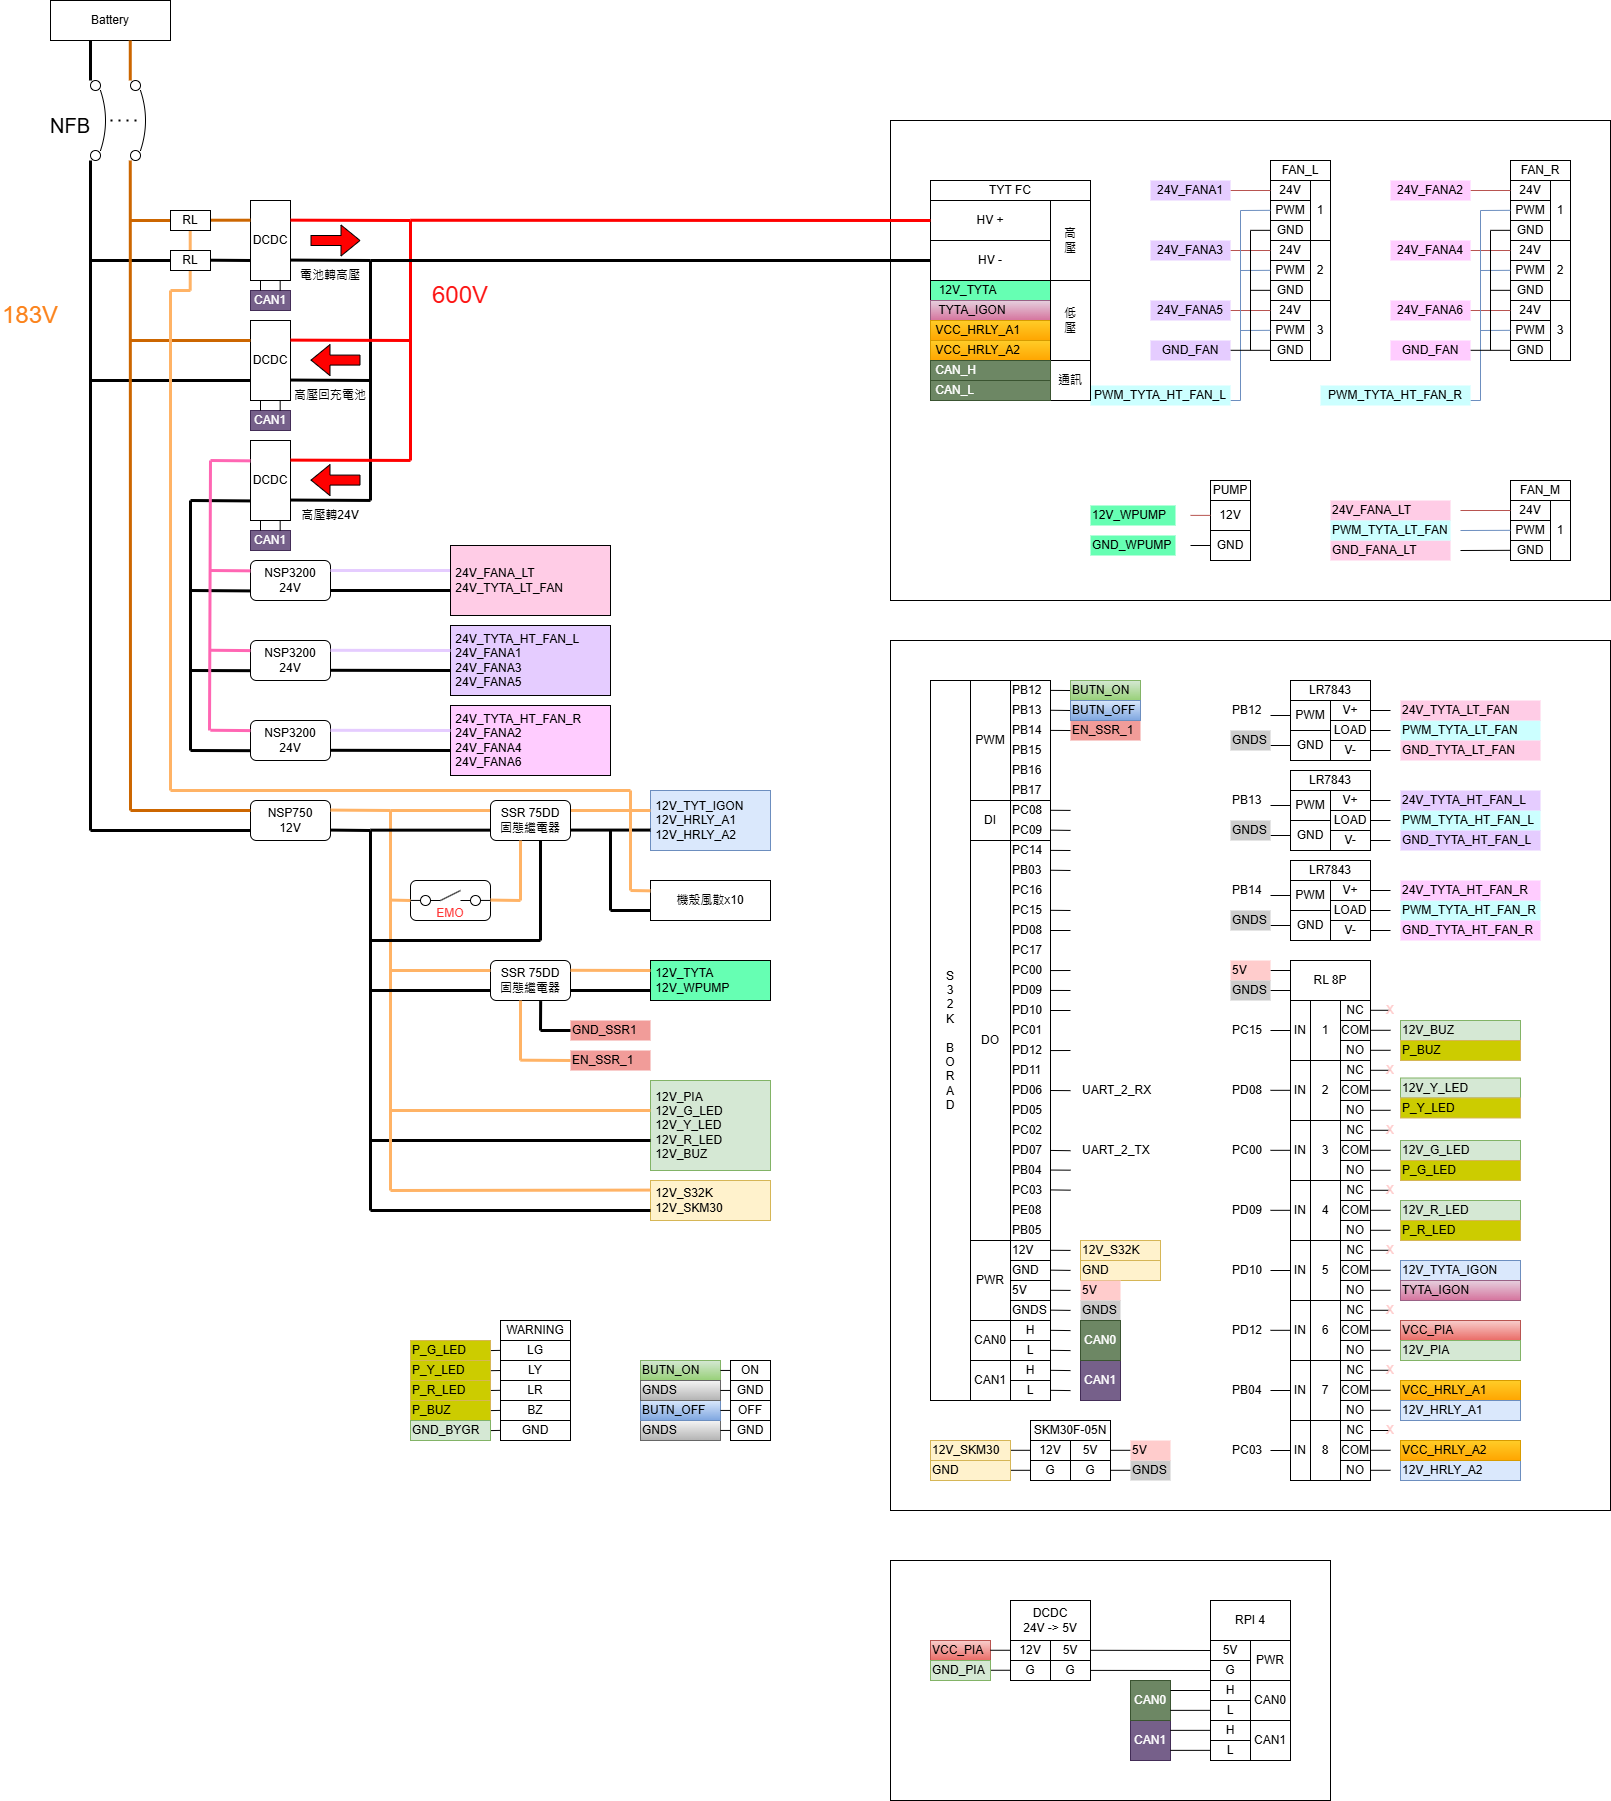 Battery
NFB
183V
RL
RL
DCDC
電池轉高壓
CAN1
600V
DCDC
高壓回充電池
CAN1
DCDC
高壓轉24V
CAN1
NSP3200
24V
24V_FANA_LT
24V_TYTA_LT_FAN
NSP3200
24V
24V_TYTA_HT_FAN_L
24V_FANA1
24V_FANA3
24V_FANA5
NSP3200
24V
24V_TYTA_HT_FAN_R
24V_FANA2
24V_FANA4
24V_FANA6
NSP750
12V
SSR 75DD
固態繼電器
12V_TYT_IGON
12V_HRLY_A1
12V_HRLY_A2
EMO
機殼風散x10
SSR 75DD
固態繼電器
12V_TYTA
12V_WPUMP
GND_SSR1
EN_SSR_1
12V_PIA
12V_G_LED
12V_Y_LED
12V_R_LED
12V_BUZ
12V_S32K
12V_SKM30
WARNING
P_G_LED LG
P_Y_LED LY
P_R_LED LR
P_BUZ BZ
GND_BYGR GND
BUTN_ON ON
GNDS GND
BUTN_OFF OFF
GNDS GND
TYT FC
HV +
HV -
高壓
12V_TYTA
TYTA_IGON
VCC_HRLY_A1
VCC_HRLY_A2
低壓
CAN_H
CAN_L
通訊
FAN_L
24V_FANA1 24V
PWM 1
GND
24V_FANA3 24V
PWM 2
GND
24V_FANA5 24V
PWM 3
GND_FAN GND
PWM_TYTA_HT_FAN_L
FAN_R
24V_FANA2 24V
PWM 1
GND
24V_FANA4 24V
PWM 2
GND
24V_FANA6 24V
PWM 3
GND_FAN GND
PWM_TYTA_HT_FAN_R
PUMP
12V_WPUMP 12V
GND_WPUMP GND
FAN_M
24V_FANA_LT 24V
PWM_TYTA_LT_FAN PWM 1
GND_FANA_LT GND
S32K BORAD
PWM
PB12 BUTN_ON
PB13 BUTN_OFF
PB14 EN_SSR_1
PB15
PB16
PB17
DI
PC08
PC09
DO
PC14
PB03
PC16
PC15
PD08
PC17
PC00
PD09
PD10
PC01
PD12
PD11
PD06 UART_2_RX
PD05
PC02
PD07 UART_2_TX
PB04
PC03
PE08
PB05
PWR
12V 12V_S32K
GND GND
5V 5V
GNDS GNDS
CAN0 H L CAN0
CAN1 H L CAN1
SKM30F-05N
12V_SKM30 12V 5V 5V
GND G G GNDS
LR7843
PB12 PWM V+ 24V_TYTA_LT_FAN
LOAD PWM_TYTA_LT_FAN
GNDS GND V- GND_TYTA_LT_FAN
LR7843
PB13 PWM V+ 24V_TYTA_HT_FAN_L
LOAD PWM_TYTA_HT_FAN_L
GNDS GND V- GND_TYTA_HT_FAN_L
LR7843
PB14 PWM V+ 24V_TYTA_HT_FAN_R
LOAD PWM_TYTA_HT_FAN_R
GNDS GND V- GND_TYTA_HT_FAN_R
5V
GNDS
RL 8P
NC X
PC15 IN 1 COM 12V_BUZ
NO P_BUZ
NC X
PD08 IN 2 COM 12V_Y_LED
NO P_Y_LED
NC X
PC00 IN 3 COM 12V_G_LED
NO P_G_LED
NC X
PD09 IN 4 COM 12V_R_LED
NO P_R_LED
NC X
PD10 IN 5 COM 12V_TYTA_IGON
NO TYTA_IGON
NC X
PD12 IN 6 COM VCC_PIA
NO 12V_PIA
NC X
PB04 IN 7 COM VCC_HRLY_A1
NO 12V_HRLY_A1
NC X
PC03 IN 8 COM VCC_HRLY_A2
NO 12V_HRLY_A2
DCDC
24V -> 5V
VCC_PIA 12V 5V
GND_PIA G G
RPI 4
5V
G
PWR
CAN0 H L CAN0
CAN1 H L CAN1